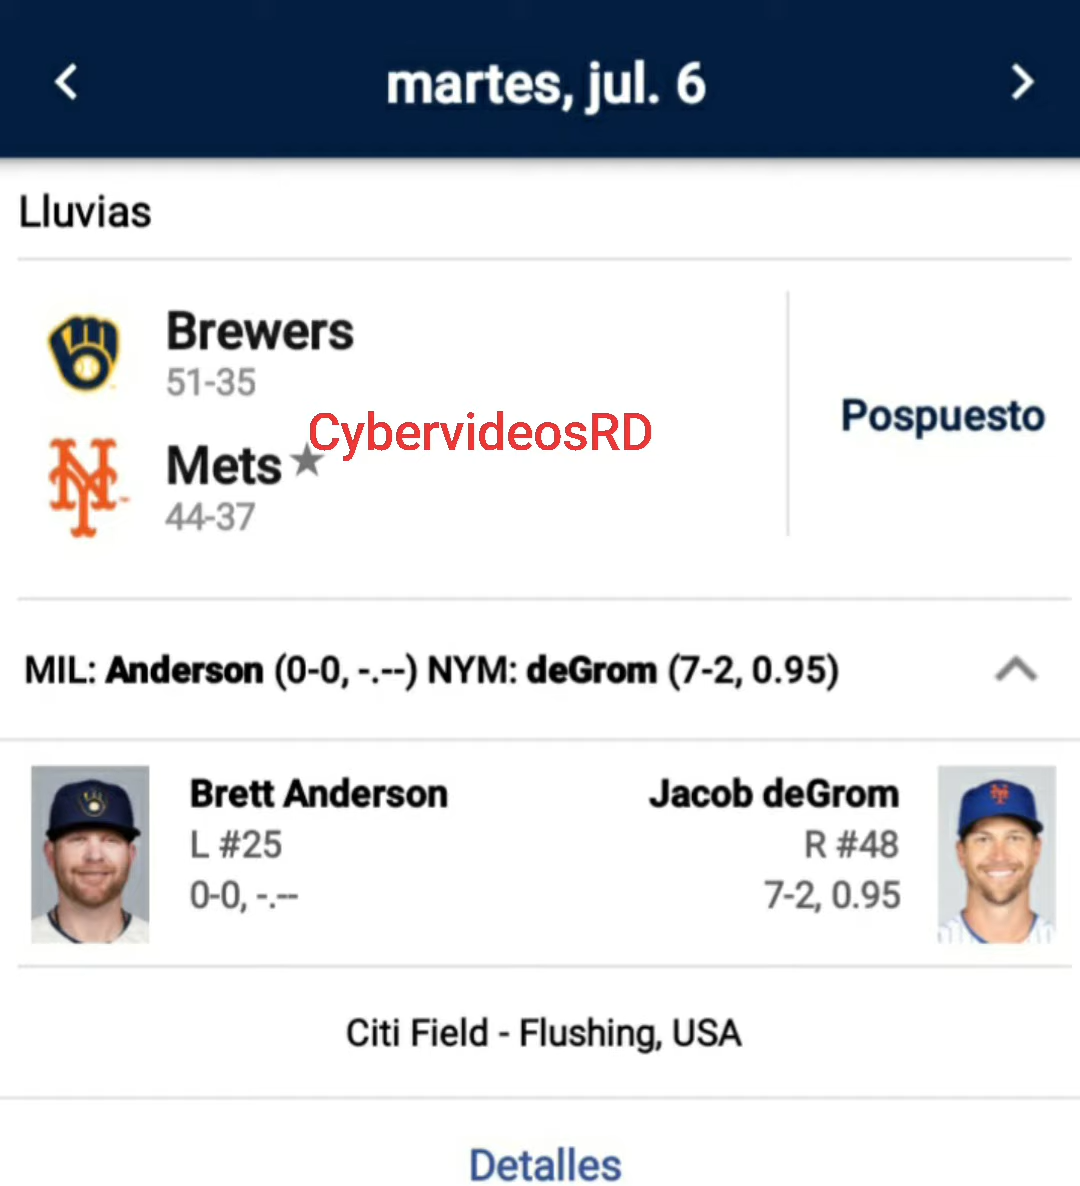 martes, jul. 6
Lluvias
Brewers
51-35
CybervideosRD
Pospuesto
Mets
44-37
MIL: Anderson (0-0, -.--) NYM: deGrom (7-2, 0.95)
Brett Anderson
L #25
0-0, -.--
Jacob deGrom
R #48
7-2, 0.95
Citi Field - Flushing, USA
Detalles